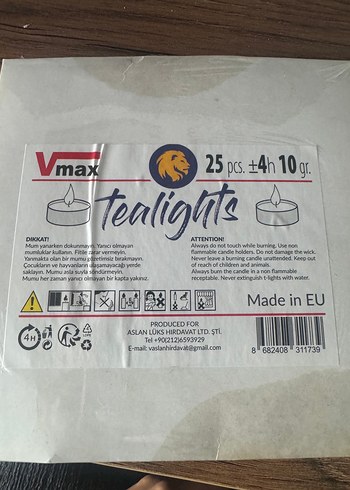 Vmax
25 pcs. ±4h 10 gr.
tealights
DIKKAT!
Mum yanarken dokunmayın. Yanıcı olmayan
mumluklar kullanın. Fitile zarar vermeyin.
Yanmakta olan bir mumu gözetimsiz bırakmayın.
Çocukların ve hayvanların ulaşamayacağı yerde
saklayın. Mumu asla suyla söndürmeyin.
Mumu her zaman yanıcı olmayan bir kapta yakınız.
ATTENTION!
Always do not touch while burning. Use non
flammable candle holders. Do not damage the wick.
Never leave a burning candle unattended. Keep out
of reach of children and animals.
Always burn the candle in a non flammable
receptable. Never extinguish t-lights with water.
Made in EU
4H
PRODUCED FOR
ASLAN LÜKS HIRDAVAT LTD. ŞTİ.
Tel +90(212)6593929
E-mail: vaslanhirdavat@gmail.com
8 682408 311739